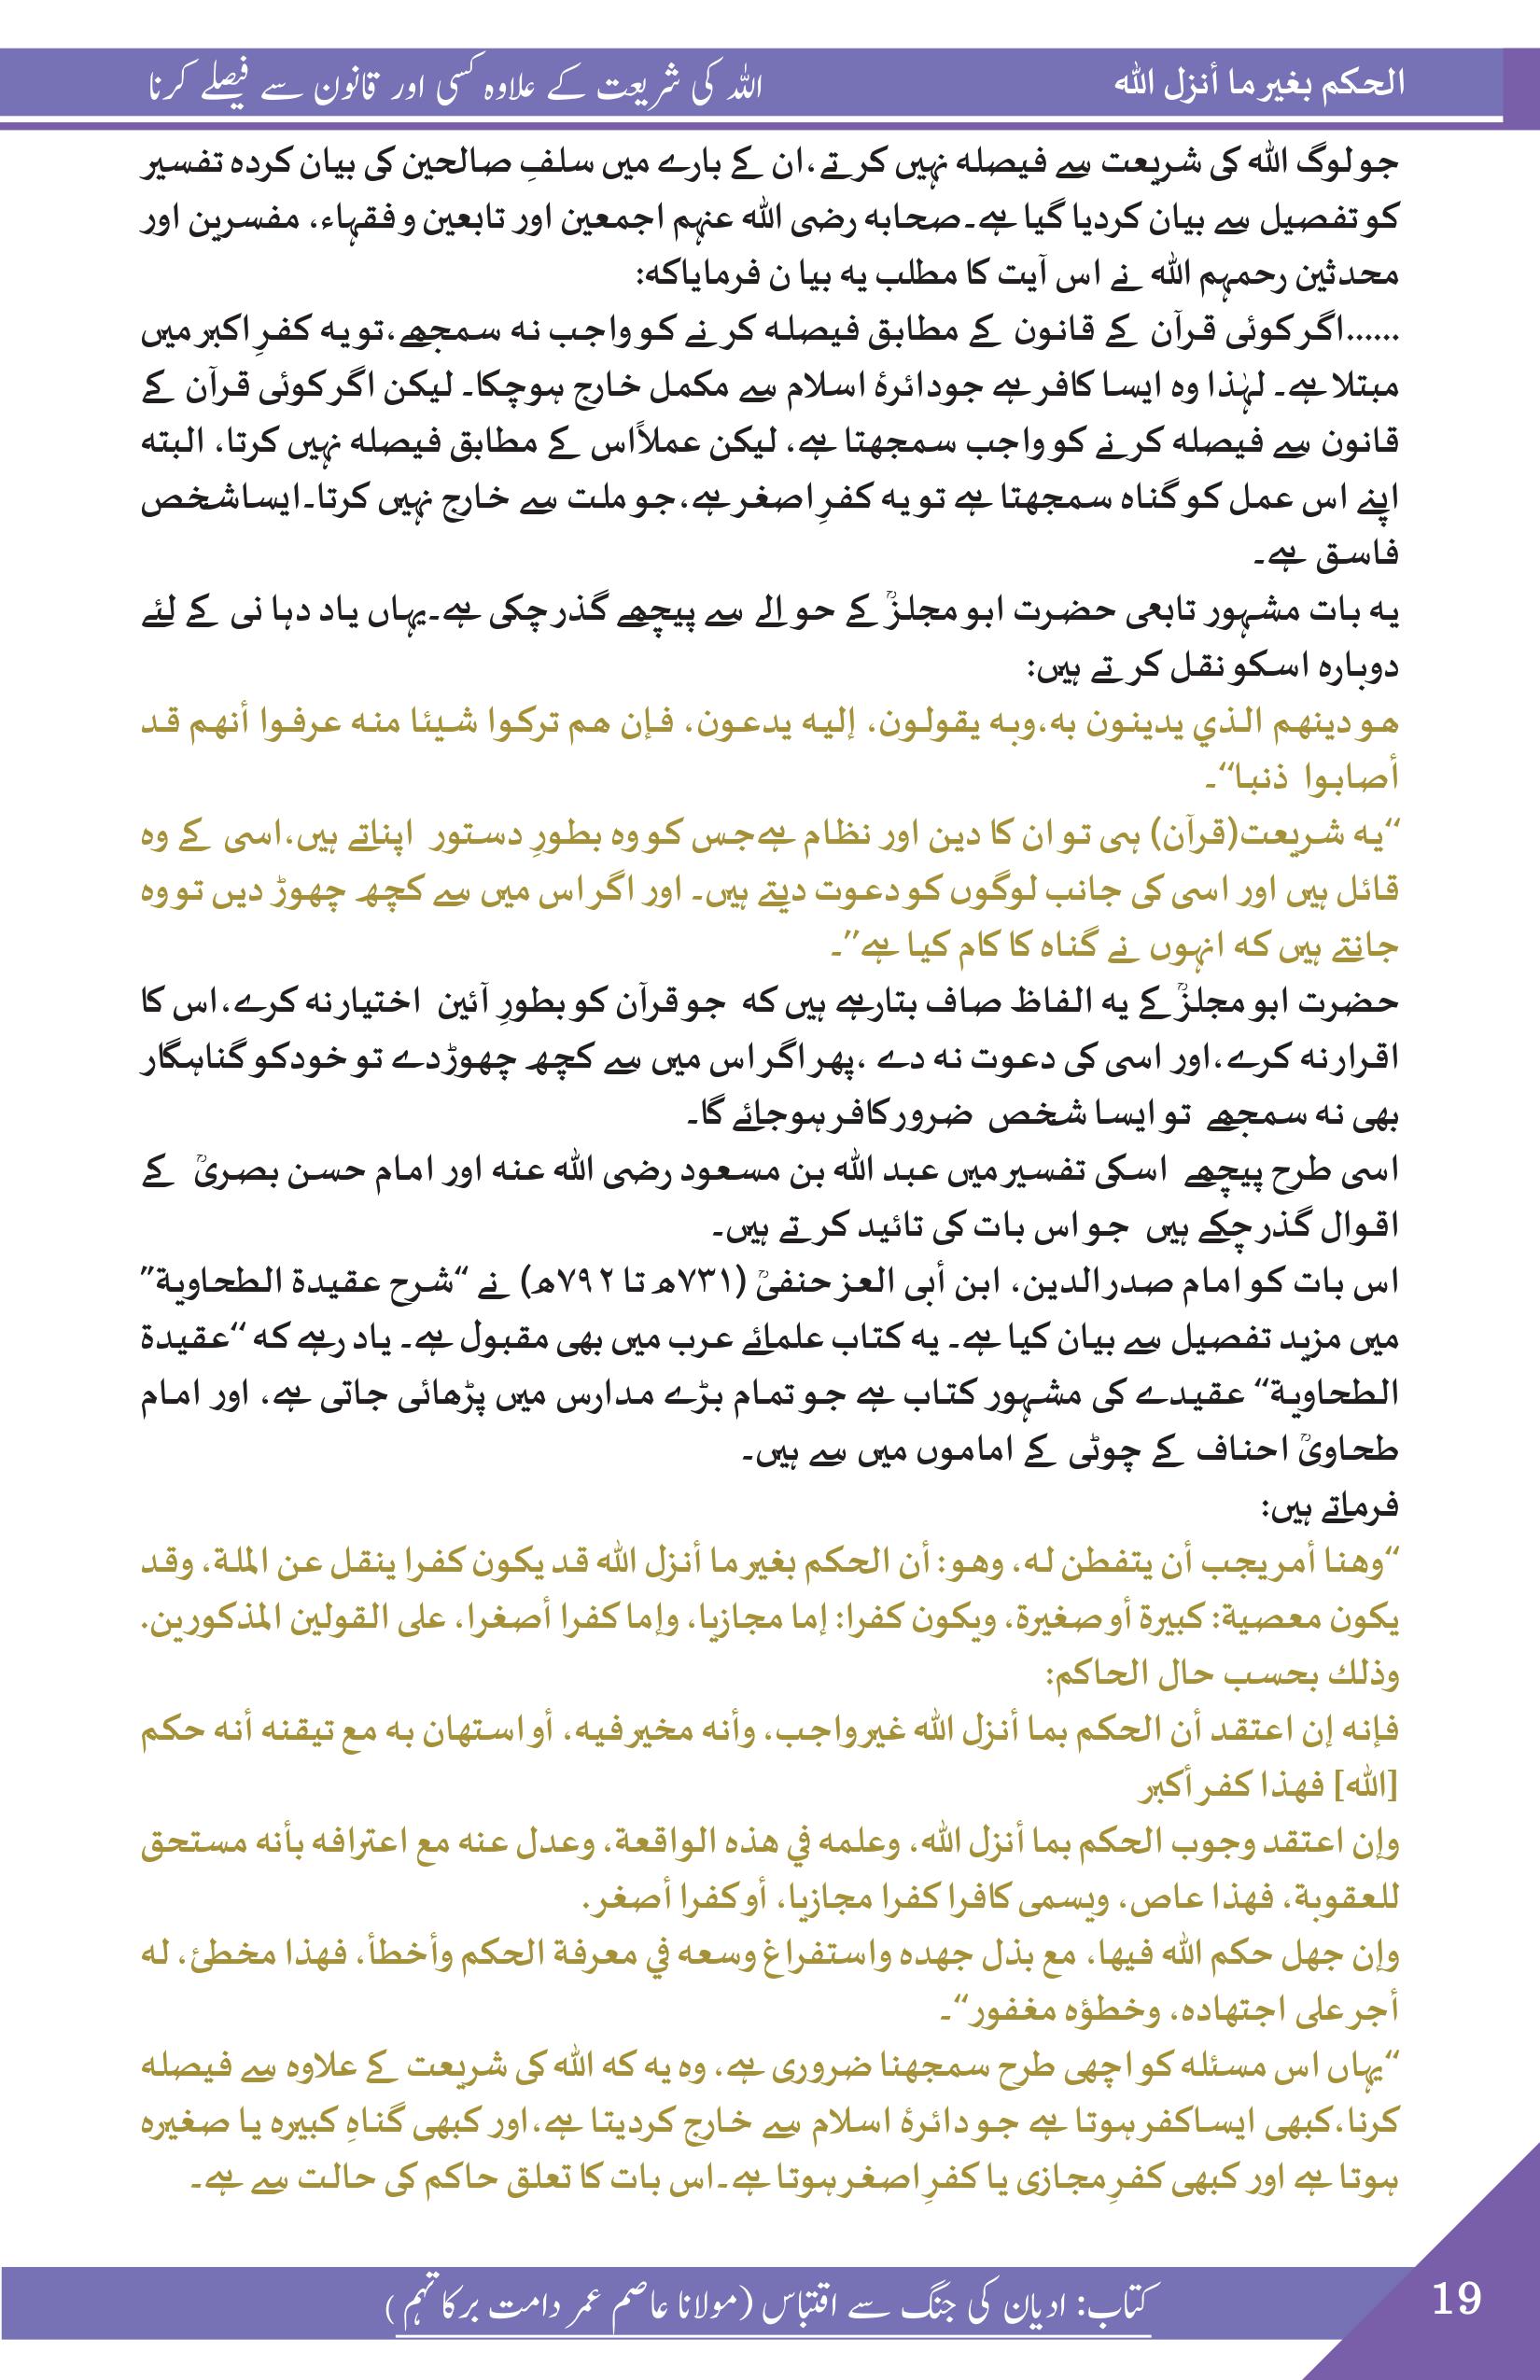 الحکم بغیر ما أنزل الله
اللہ کی شریعت کے علاوہ کسی اور قانون سے فیصلے کرنا
جو لوگ اللہ کی شریعت سے فیصلہ نہیں کرتے،ان کے بارے میں سلفِ صالحین کی بیان کردہ تفسیر
کو تفصیل سے بیان کردیا گیا ہے۔صحابہ رضی اللہ عنہم اجمعین اور تابعین و فقہاء، مفسرین اور
محدثین رحمہم اللہ نے اس آیت کا مطلب یہ بیا ن فرمایاکہ:
......اگر کوئی قرآن کے قانون کے مطابق فیصلہ کرنے کو واجب نہ سمجھے،تو یہ کفرِ اکبر میں
مبتلا ہے۔ لہٰذا وہ ایسا کافر ہے جودائرۂ اسلام سے مکمل خارج ہوچکا۔ لیکن اگر کوئی قرآن کے
قانون سے فیصلہ کرنے کو واجب سمجھتا ہے، لیکن عملاًاس کے مطابق فیصلہ نہیں کرتا، البتہ
اپنے اس عمل کو گناہ سمجھتا ہے تو یہ کفرِ اصغر ہے،جو ملت سے خارج نہیں کرتا۔ایساشخص
فاسق ہے۔
یہ بات مشہور تابعی حضرت ابو مجلزؒ کے حوالے سے پیچھے گذر چکی ہے۔یہاں یاد دہا نی کے لئے
دوبارہ اسکو نقل کرتے ہیں:
هو دينهم الذي يدينون به،وبه يقولون، إليه يدعون، فإن هم تركوا شيئا منه عرفوا أنهم قد
أصابوا ذنبا“۔
“یہ شریعت(قرآن) ہی تو ان کا دین اور نظام ہےجس کو وہ بطورِ دستور اپناتے ہیں،اسی کے وہ
قائل ہیں اور اسی کی جانب لوگوں کو دعوت دیتے ہیں۔ اور اگر اس میں سے کچھ چھوڑ دیں تو وہ
جانتے ہیں کہ انہوں نے گناہ کا کام کیا ہے”۔
حضرت ابو مجلزؒ کے یہ الفاظ صاف بتارہے ہیں کہ جو قرآن کو بطورِ آئین اختیار نہ کرے،اس کا
اقرار نہ کرے،اور اسی کی دعوت نہ دے ،پھر اگر اس میں سے کچھ چھوڑدے تو خودکو گناہگار
بھی نہ سمجھے تو ایسا شخص ضرور کافر ہوجائے گا۔
اسی طرح پیچھے اسکی تفسیر میں عبد اللہ بن مسعود رضی اللہ عنہ اور امام حسن بصریؒ کے
اقوال گذر چکے ہیں جو اس بات کی تائید کرتے ہیں۔
اس بات کو امام صدرالدین، ابن أبی العز حنفیؒ (۷۳۱ھ تا ۷۹۲ھ) نے “شرح عقیدة الطحاویة”
میں مزید تفصیل سے بیان کیا ہے۔ یہ کتاب علمائے عرب میں بھی مقبول ہے۔ یاد رہے کہ “عقیدة
الطحاویة“ عقیدے کی مشہور کتاب ہے جو تمام بڑے مدارس میں پڑھائی جاتی ہے، اور امام
طحاویؒ احناف کے چوٹی کے اماموں میں سے ہیں۔
فرماتے ہیں:
“وهنا أمر يجب أن يتفطن له، وهو: أن الحكم بغير ما أنزل الله قد يكون كفرا ينقل عن الملة، وقد
يكون معصية: كبيرة أو صغيرة، ويكون كفرا: إما مجازيا، وإما كفرا أصغرا، على القولين المذكورين.
وذلك بحسب حال الحاكم:
فإنه إن اعتقد أن الحكم بما أنزل الله غير واجب، وأنه مخير فيه، أو استهان به مع تيقنه أنه حكم
[الله] فهذا كفر أكبر
وإن اعتقد وجوب الحكم بما أنزل الله، وعلمه في هذه الواقعة، وعدل عنه مع اعترافه بأنه مستحق
للعقوبة، فهذا عاص، ويسمى كافرا كفرا مجازيا، أو كفرا أصغر.
وإن جهل حكم الله فيها، مع بذل جهده واستفراغ وسعه في معرفة الحكم وأخطأ، فهذا مخطئ، له
أجر على اجتهاده، وخطؤه مغفور“۔
“یہاں اس مسئلہ کو اچھی طرح سمجھنا ضروری ہے، وہ یہ کہ اللہ کی شریعت کے علاوہ سے فیصلہ
کرنا،کبھی ایساکفر ہوتا ہے جو دائرۂ اسلام سے خارج کردیتا ہے،اور کبھی گناہِ کبیرہ یا صغیرہ
ہوتا ہے اور کبھی کفرِ مجازی یا کفرِ اصغر ہوتا ہے۔اس بات کا تعلق حاکم کی حالت سے ہے۔
کتاب: ادیان کی جنگ سے اقتباس (مولانا عاصم عمر دامت برکاتہم)
19